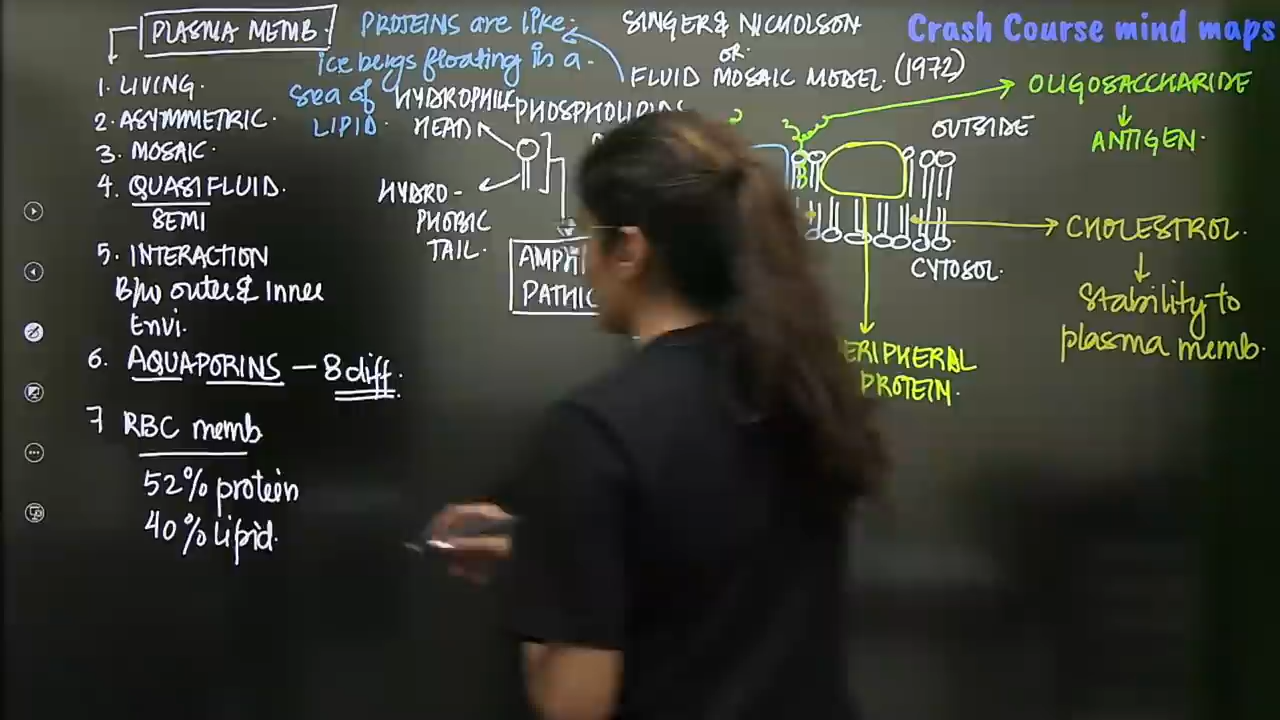 Crash Course mind maps
PLASMA MEMB.
1. LIVING.
2. ASYMMETRIC.
3. MOSAIC.
4. QUASIFLUID.
SEMI
5. INTERACTION
B/w outer & Inner
Envi.
6. AQUAPORINS – 8 diff.
7 RBC memb
52% protein
40% Lipid.
PROTEINS are like
ice bergs floating in a
sea of
LIPID.
SINGER & NICHOLSON
OR
FLUID MOSAIC MODEL. (1972)
HYDROPHILIC
HEAD
HYDRO-
PHOBIC
TAIL.
PHOSPHOLIPIDS
PATHIC
OLIGOSACCHARIDE
ANTIGEN.
OUTSIDE
CHOLESTROL.
Stability to
plasma memb.
CYTOSOL.
PROTEIN.